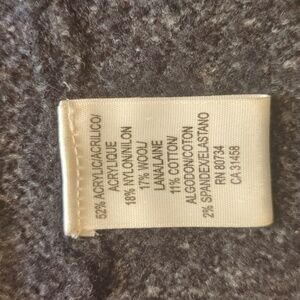 52% ACRYLIC/ACRILICO/
ACRYLIQUE
18% NYLON/NILON
17% WOOL/
LANA/LAINE
11% COTTON/
ALGODON/COTON
2% SPANDEX/ELASTANO
RN 80734
CA 31458